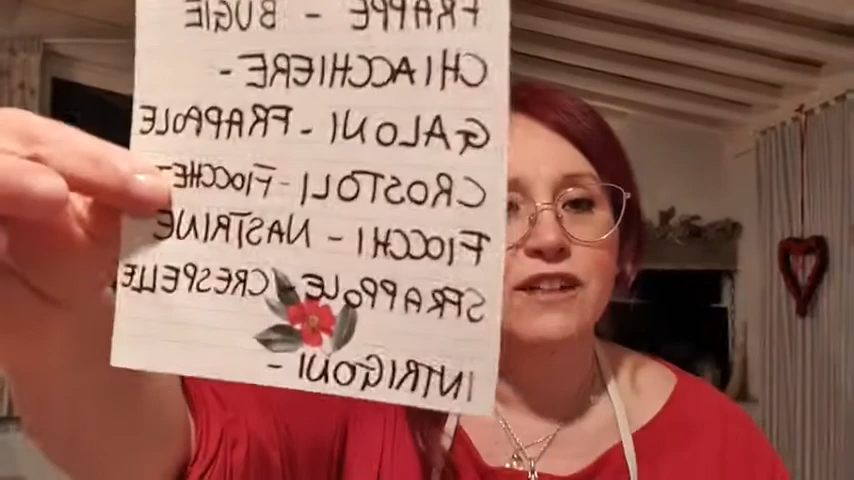 FRAPPE - BUGIE
CHIACCHIERE -
GALONI - FRAPPOLE
CROSTOLI - FIOCCHET
FIOCCHI - NASTRINE
SFRAPPOLE - CRESPELLE
INTRIGONI -